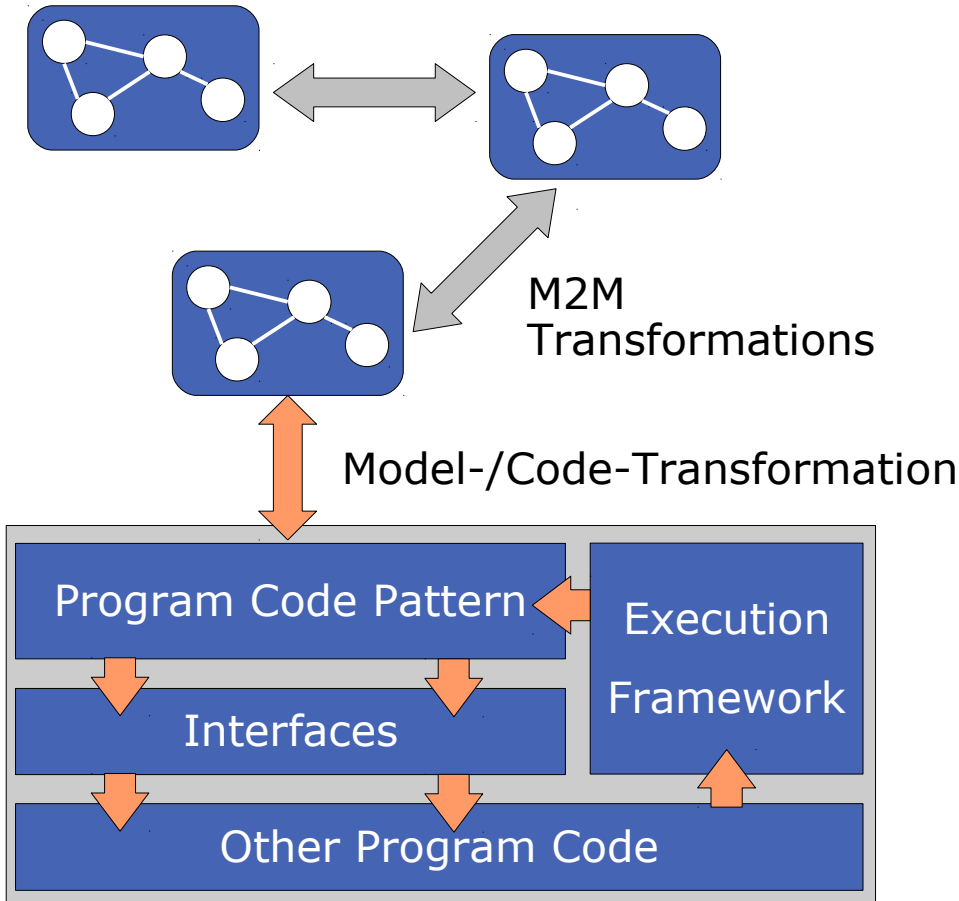 M2M
Transformations
Model-/Code-Transformation
Program Code Pattern
Execution
Framework
Interfaces
Other Program Code